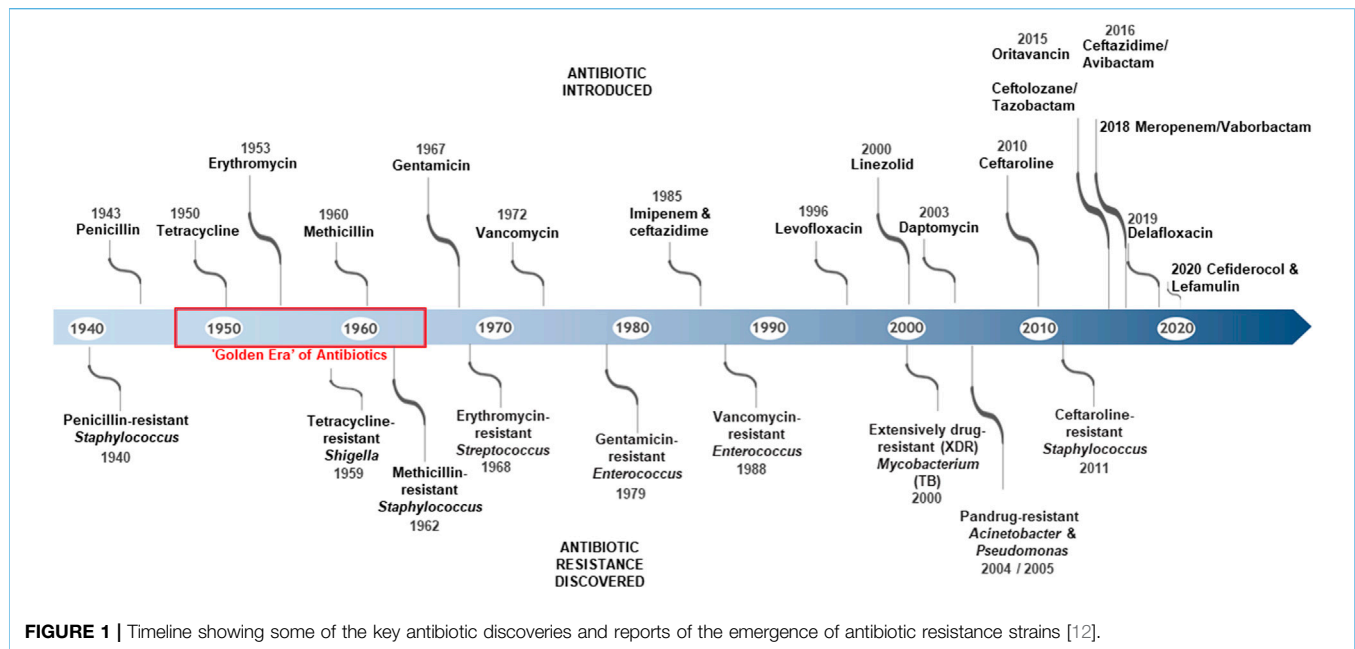 ANTIBIOTIC
INTRODUCED
1943
Penicillin
1950
Tetracycline
1953
Erythromycin
1960
Methicillin
1967
Gentamicin
1972
Vancomycin
1985
Imipenem &
ceftazidime
1996
Levofloxacin
2000
Linezolid
2003
Daptomycin
2010
Ceftaroline
2015
Oritavancin
Ceftolozane/
Tazobactam
2016
Ceftazidime/
Avibactam
2018 Meropenem/Vaborbactam
2019
Delafloxacin
2020 Cefiderocol &
Lefamulin
1940
1950
1960
1970
1980
1990
2000
2010
2020
'Golden Era' of Antibiotics
Penicillin-resistant
Staphylococcus
1940
Tetracycline-
resistant
Shigella
1959
Methicillin-
resistant
Staphylococcus
1962
Erythromycin-
resistant
Streptococcus
1968
Gentamicin-
resistant
Enterococcus
1979
Vancomycin-
resistant
Enterococcus
1988
Extensively drug-
resistant (XDR)
Mycobacterium
(TB)
2000
Pandrug-resistant
Acinetobacter &
Pseudomonas
2004 / 2005
Ceftaroline-
resistant
Staphylococcus
2011
ANTIBIOTIC
RESISTANCE
DISCOVERED
FIGURE 1 | Timeline showing some of the key antibiotic discoveries and reports of the emergence of antibiotic resistance strains [12].